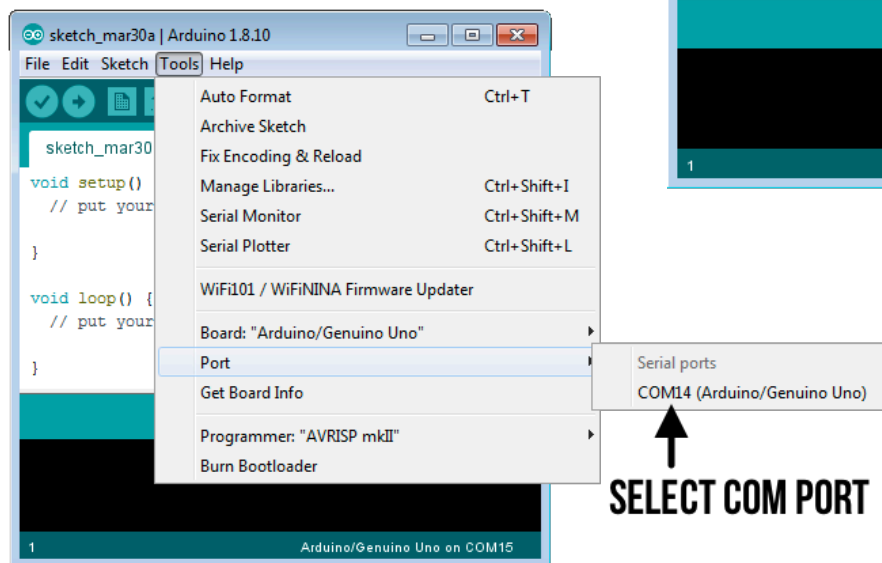 sketch_mar30a | Arduino 1.8.10
File Edit Sketch Tools Help
sketch_mar30
void setup()
// put your
}
void loop() {
// put your
}
Auto Format Ctrl+T
Archive Sketch
Fix Encoding & Reload
Manage Libraries... Ctrl+Shift+I
Serial Monitor Ctrl+Shift+M
Serial Plotter Ctrl+Shift+L
WiFi101 / WiFiNINA Firmware Updater
Board: "Arduino/Genuino Uno"
Port
Get Board Info
Programmer: "AVRISP mkII"
Burn Bootloader
Serial ports
COM14 (Arduino/Genuino Uno)
SELECT COM PORT
1 Arduino/Genuino Uno on COM15
1